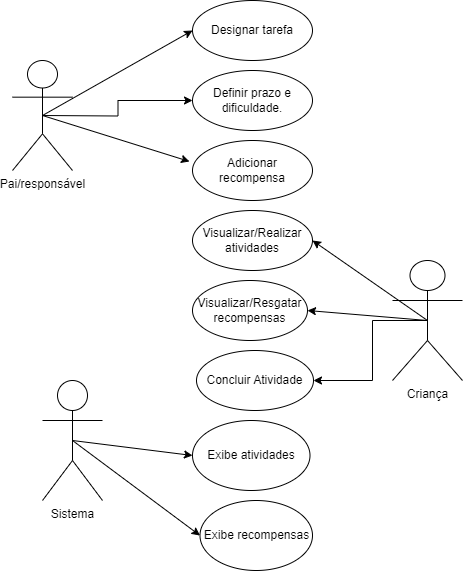 Designar tarefa
Definir prazo e
dificuldade.
Pai/responsável
Adicionar
recompensa
Visualizar/Realizar
atividades
Visualizar/Resgatar
recompensas
Concluir Atividade
Criança
Exibe atividades
Sistema
Exibe recompensas